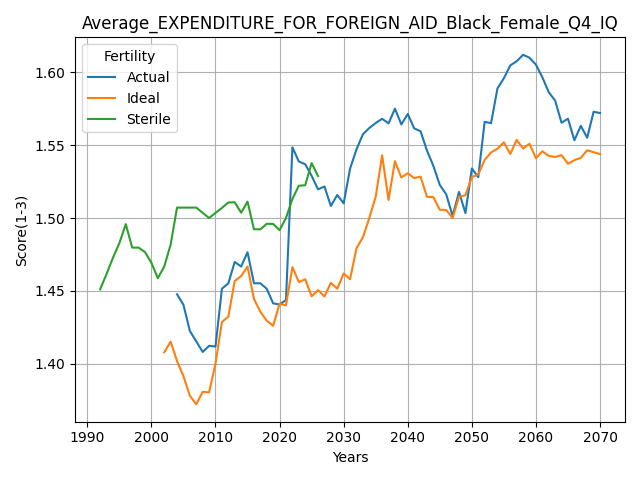 Average_EXPENDITURE_FOR_FOREIGN_AID_Black_Female_Q4_IQ
Fertility
Actual
Ideal
Sterile
Score(1-3)
1.60
1.55
1.50
1.45
1.40
1990 2000 2010 2020 2030 2040 2050 2060 2070
Years